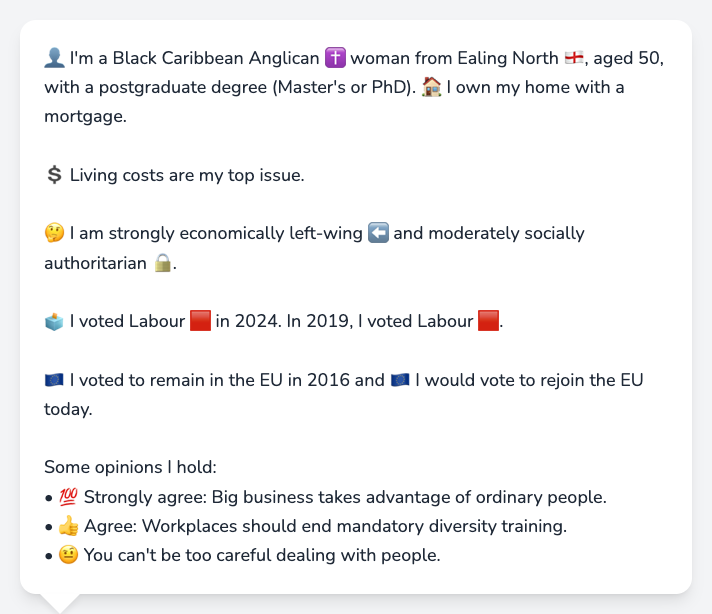 👤 I'm a Black Caribbean Anglican ✝️ woman from Ealing North 🏴󠁧󠁢󠁥󠁮󠁧󠁿, aged 50,
with a postgraduate degree (Master's or PhD). 🏠 I own my home with a
mortgage.
💲 Living costs are my top issue.
🤔 I am strongly economically left-wing ⬅️ and moderately socially
authoritarian 🔒.
🗳️ I voted Labour 🟥 in 2024. In 2019, I voted Labour 🟥.
🇪🇺 I voted to remain in the EU in 2016 and 🇪🇺 I would vote to rejoin the EU
today.
Some opinions I hold:
• 💯 Strongly agree: Big business takes advantage of ordinary people.
• 👍 Agree: Workplaces should end mandatory diversity training.
• 🤨 You can't be too careful dealing with people.